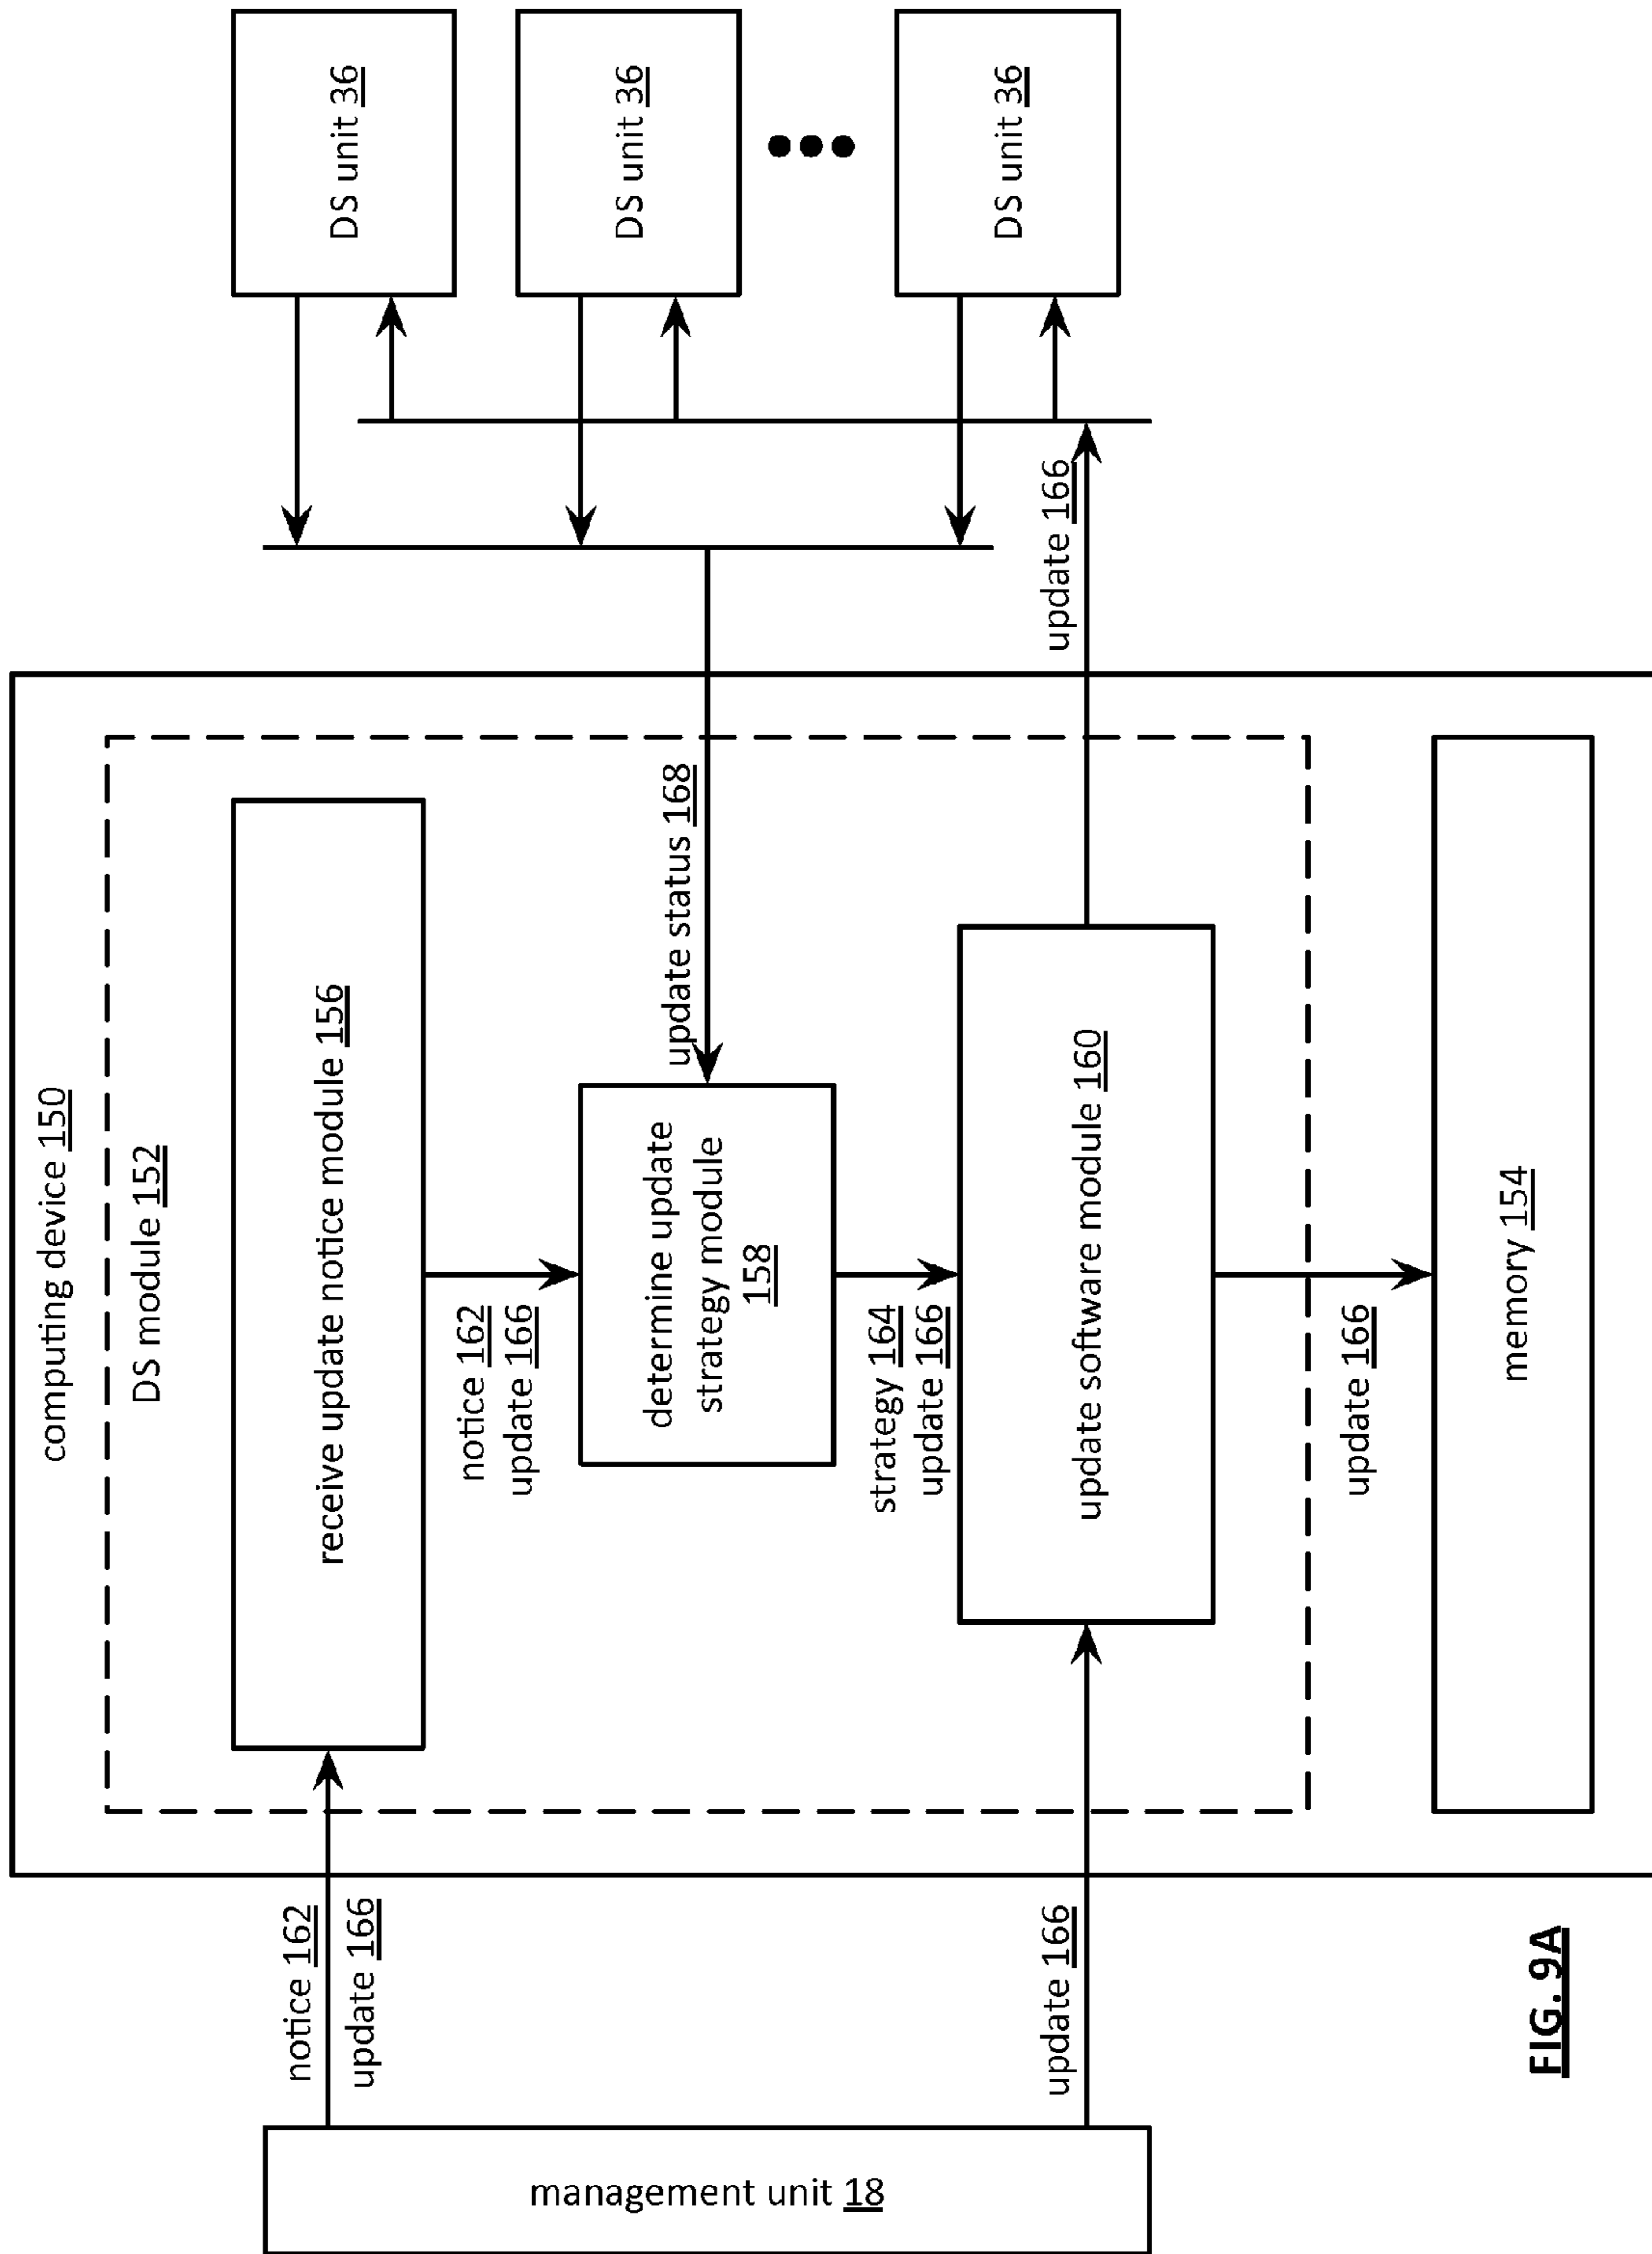 computing device 150
DS module 152
notice 162
update 166
receive update notice module 156
DS unit 36
notice 162
update 166
update status 168
determine update
strategy module
158
DS unit 36
management unit 18
strategy 164
update 166
update 166
update software module 160
update 166
DS unit 36
update 166
memory 154
FIG. 9A